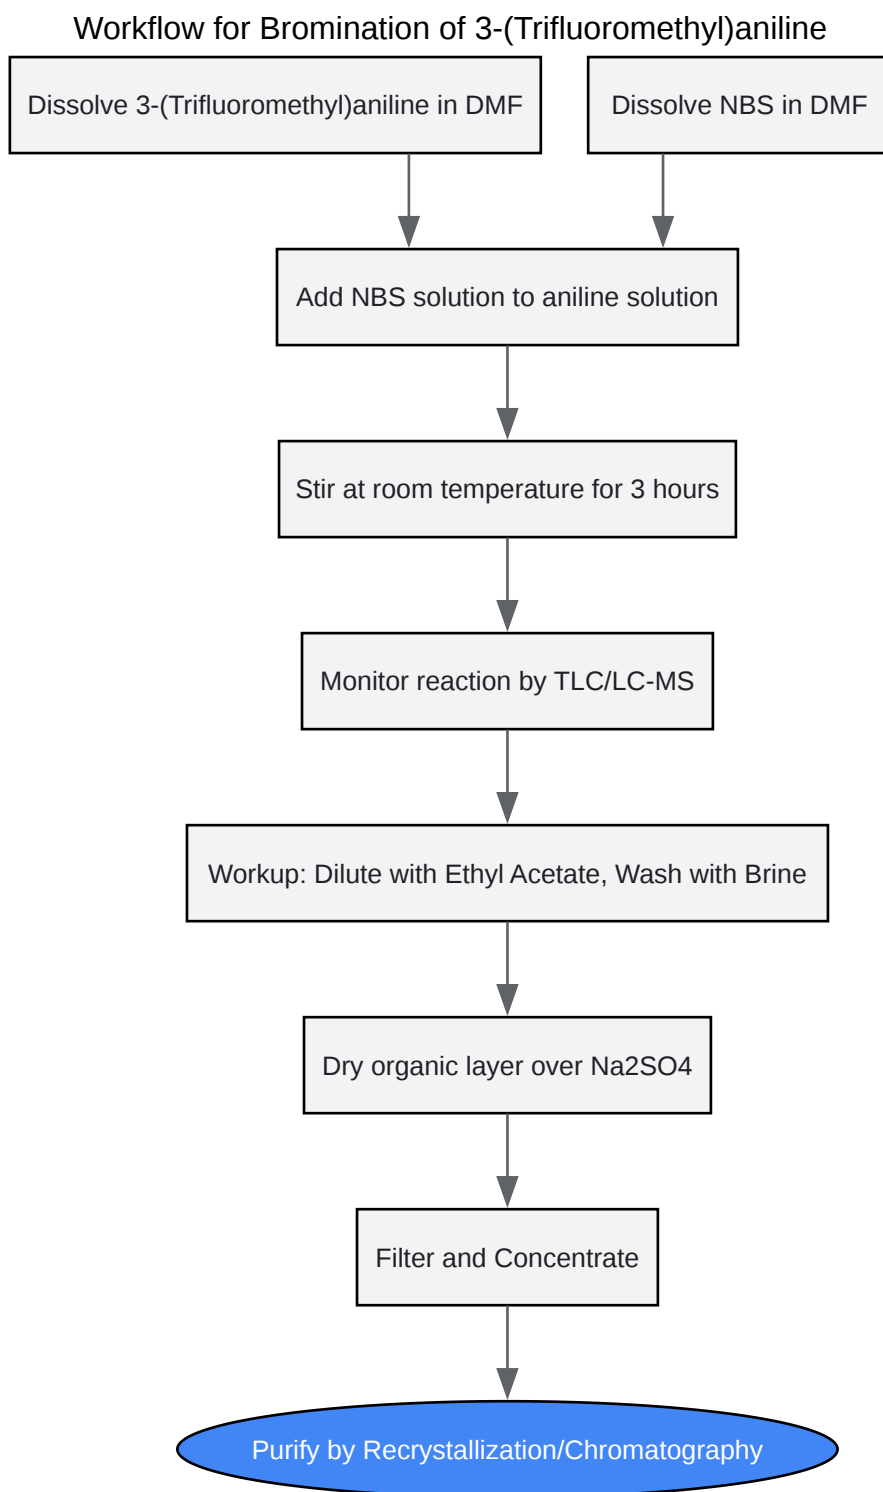 Workflow for Bromination of 3-(Trifluoromethyl)aniline
Dissolve 3-(Trifluoromethyl)aniline in DMF
Dissolve NBS in DMF
Add NBS solution to aniline solution
Stir at room temperature for 3 hours
Monitor reaction by TLC/LC-MS
Workup: Dilute with Ethyl Acetate, Wash with Brine
Dry organic layer over Na2SO4
Filter and Concentrate
Purify by Recrystallization/Chromatography